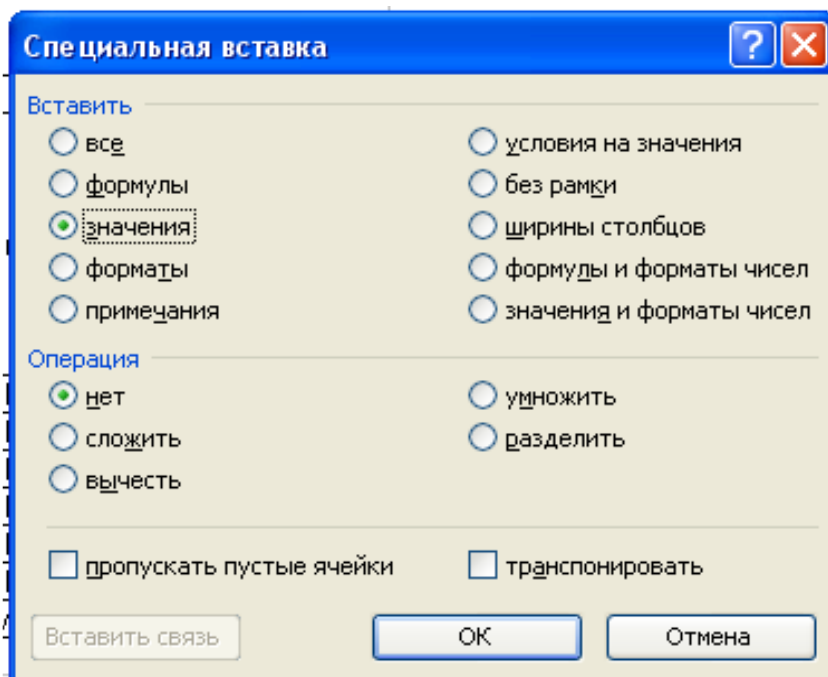 Специальная вставка
Вставить
все
условия на значения
формулы
без рамки
значения
ширины столбцов
форматы
формулы и форматы чисел
примечания
значения и форматы чисел
Операция
нет
умножить
сложить
разделить
вычесть
пропускать пустые ячейки
транспонировать
Вставить связь
ОК
Отмена